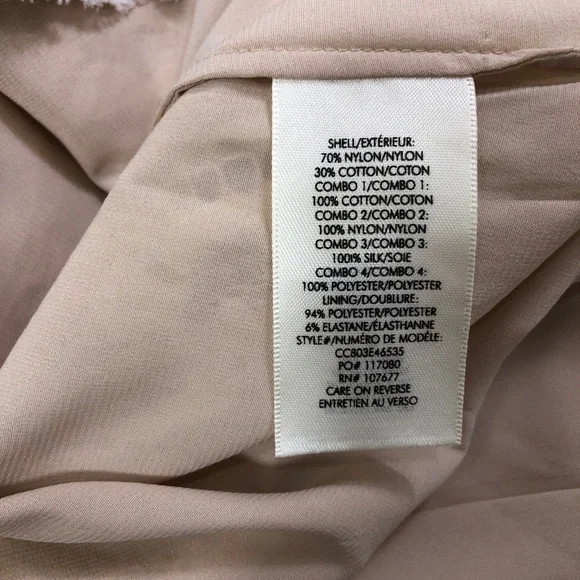 SHELL/EXTÉRIEUR:
70% NYLON/NYLON
30% COTTON/COTON
COMBO 1/COMBO 1:
100% COTTON/COTON
COMBO 2/COMBO 2:
100% NYLON/NYLON
COMBO 3/COMBO 3:
100% SILK/SOIE
COMBO 4/COMBO 4:
100% POLYESTER/POLYESTER
LINING/DOUBLURE:
94% POLYESTER/POLYESTER
6% ELASTANE/ÉLASTHANNE
STYLE#/NUMÉRO DE MODÉLE:
CC803E46535
PO# 117080
RN# 107677
CARE ON REVERSE
ENTRETIEN AU VERSO